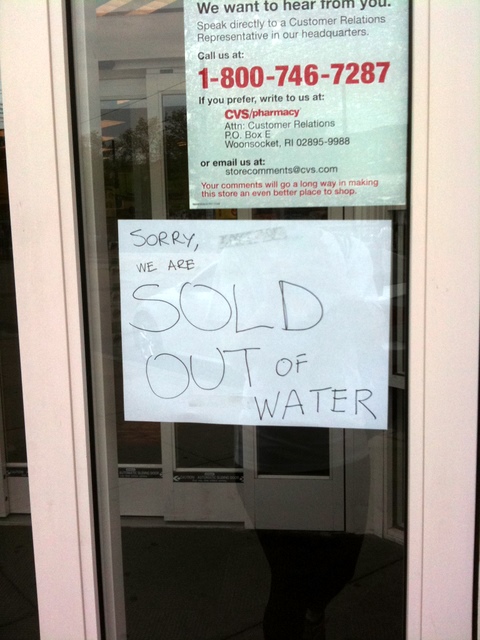 We want to hear from you.
Speak directly to a Customer Relations
Representative in our headquarters.
Call us at:
1-800-746-7287
If you prefer, write to us at:
CVS/pharmacy
Attn: Customer Relations
P.O. Box E
Woonsocket, RI 02895-9988
or email us at:
storecomments@cvs.com
Your comments will go a long way in making
this store an even better place to shop.
SORRY,
WE ARE
SOLD
OUT OF
WATER